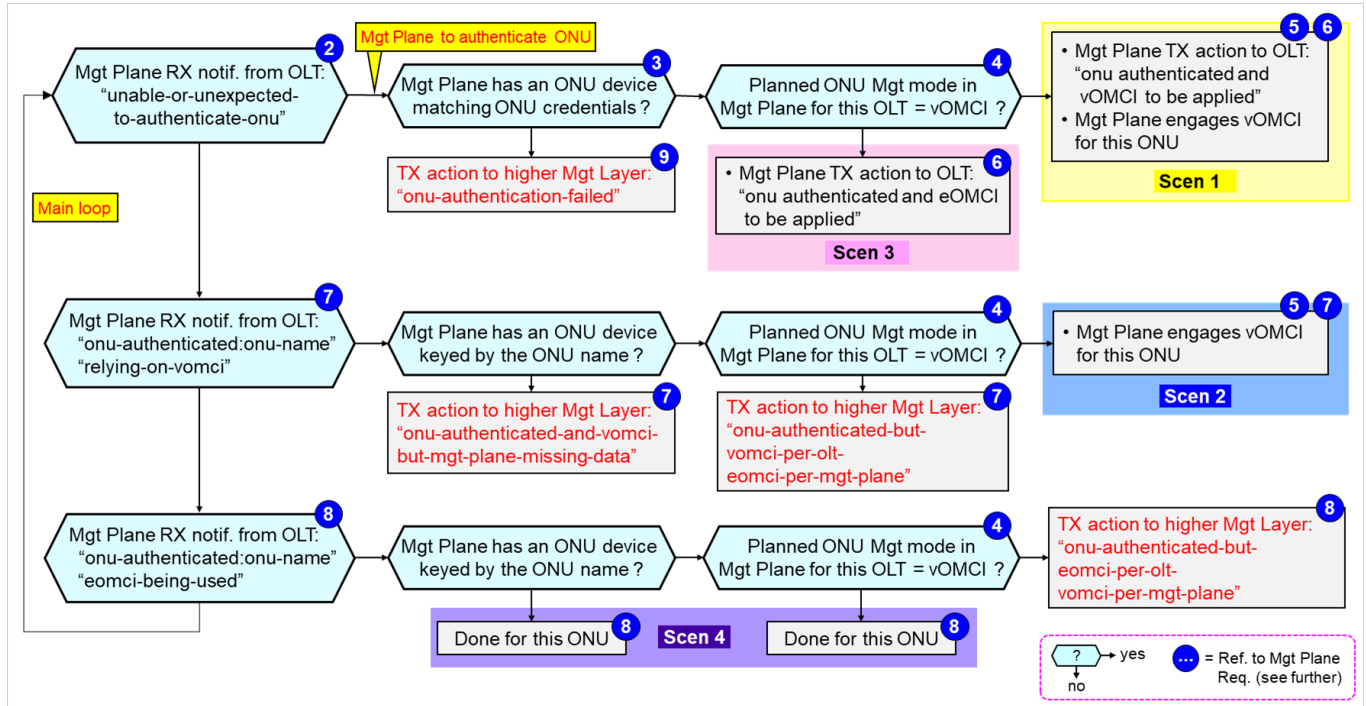 2
Mgt Plane RX notif. from OLT:
“unable-or-unexpected-
to-authenticate-onu”
Mgt Plane to authenticate ONU
3
Mgt Plane has an ONU device
matching ONU credentials ?
4
Planned ONU Mgt mode in
Mgt Plane for this OLT = vOMCI ?
5
6
• Mgt Plane TX action to OLT:
“onu authenticated and
vOMCI to be applied”
• Mgt Plane engages vOMCI
for this ONU
Scen 1
9
TX action to higher Mgt Layer:
“onu-authentication-failed”
6
• Mgt Plane TX action to OLT:
“onu authenticated and eOMCI
to be applied”
Scen 3
Main loop
7
Mgt Plane RX notif. from OLT:
“onu-authenticated:onu-name”
“relying-on-vomci”
Mgt Plane has an ONU device
keyed by the ONU name ?
4
Planned ONU Mgt mode in
Mgt Plane for this OLT = vOMCI ?
5
7
• Mgt Plane engages vOMCI
for this ONU
Scen 2
7
TX action to higher Mgt Layer:
“onu-authenticated-and-vomci-
but-mgt-plane-missing-data”
7
TX action to higher Mgt Layer:
“onu-authenticated-but-
vomci-per-olt-
eomci-per-mgt-plane”
8
Mgt Plane RX notif. from OLT:
“onu-authenticated:onu-name”
“eomci-being-used”
Mgt Plane has an ONU device
keyed by the ONU name ?
4
Planned ONU Mgt mode in
Mgt Plane for this OLT = vOMCI ?
8
TX action to higher Mgt Layer:
“onu-authenticated-but-
eomci-per-olt-
vomci-per-mgt-plane”
8
Done for this ONU
Scen 4
8
Done for this ONU
?
yes
no
...
= Ref. to Mgt Plane
Req. (see further)